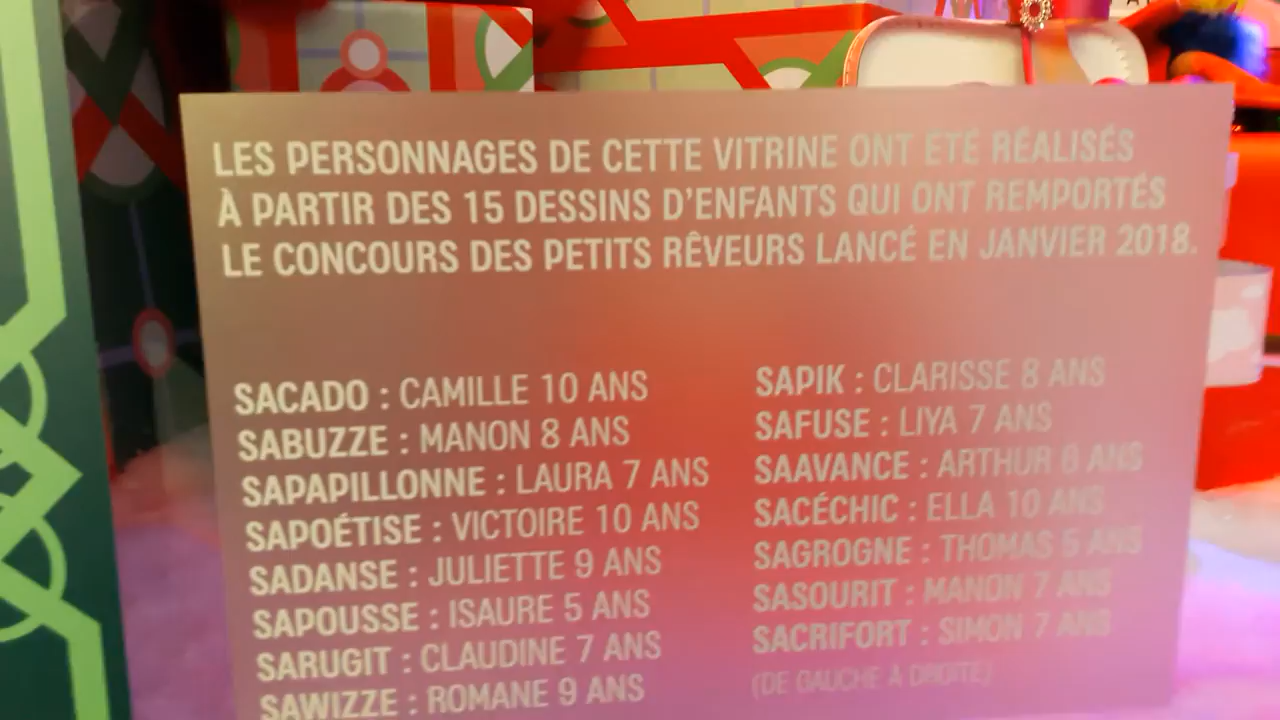 LES PERSONNAGES DE CETTE VITRINE ONT ÉTÉ RÉALISÉS
À PARTIR DES 15 DESSINS D'ENFANTS QUI ONT REMPORTÉS
LE CONCOURS DES PETITS RÊVEURS LANCÉ EN JANVIER 2018.
SACADO : CAMILLE 10 ANS
SABUZZE : MANON 8 ANS
SAPAPILLONNE : LAURA 7 ANS
SAPOÉTISE : VICTOIRE 10 ANS
SADANSE : JULIETTE 9 ANS
SAPOUSSE : ISAURE 5 ANS
SARUGIT : CLAUDINE 7 ANS
SAWIZZE : ROMANE 9 ANS
SAPIK : CLARISSE 8 ANS
SAFUSE : LIYA 7 ANS
SAAVANCE : ARTHUR 6 ANS
SACÉCHIC : ELLA 10 ANS
SAGROGNE : THOMAS 5 ANS
SASOURIT : MANON 7 ANS
SACRIFORT : SIMON 7 ANS
(DE GAUCHE À DROITE)